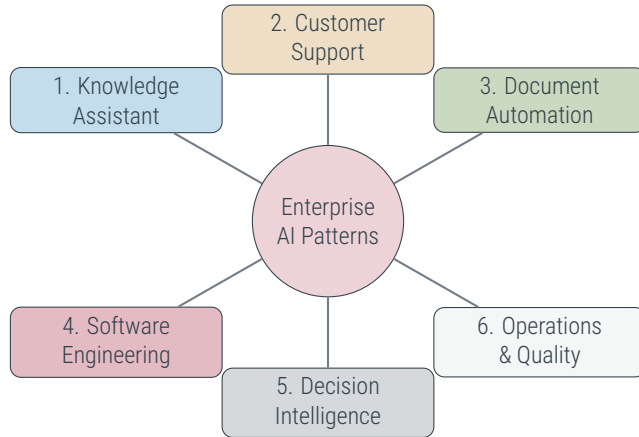 2. Customer
Support
1. Knowledge
Assistant
3. Document
Automation
Enterprise
AI Patterns
4. Software
Engineering
6. Operations
& Quality
5. Decision
Intelligence